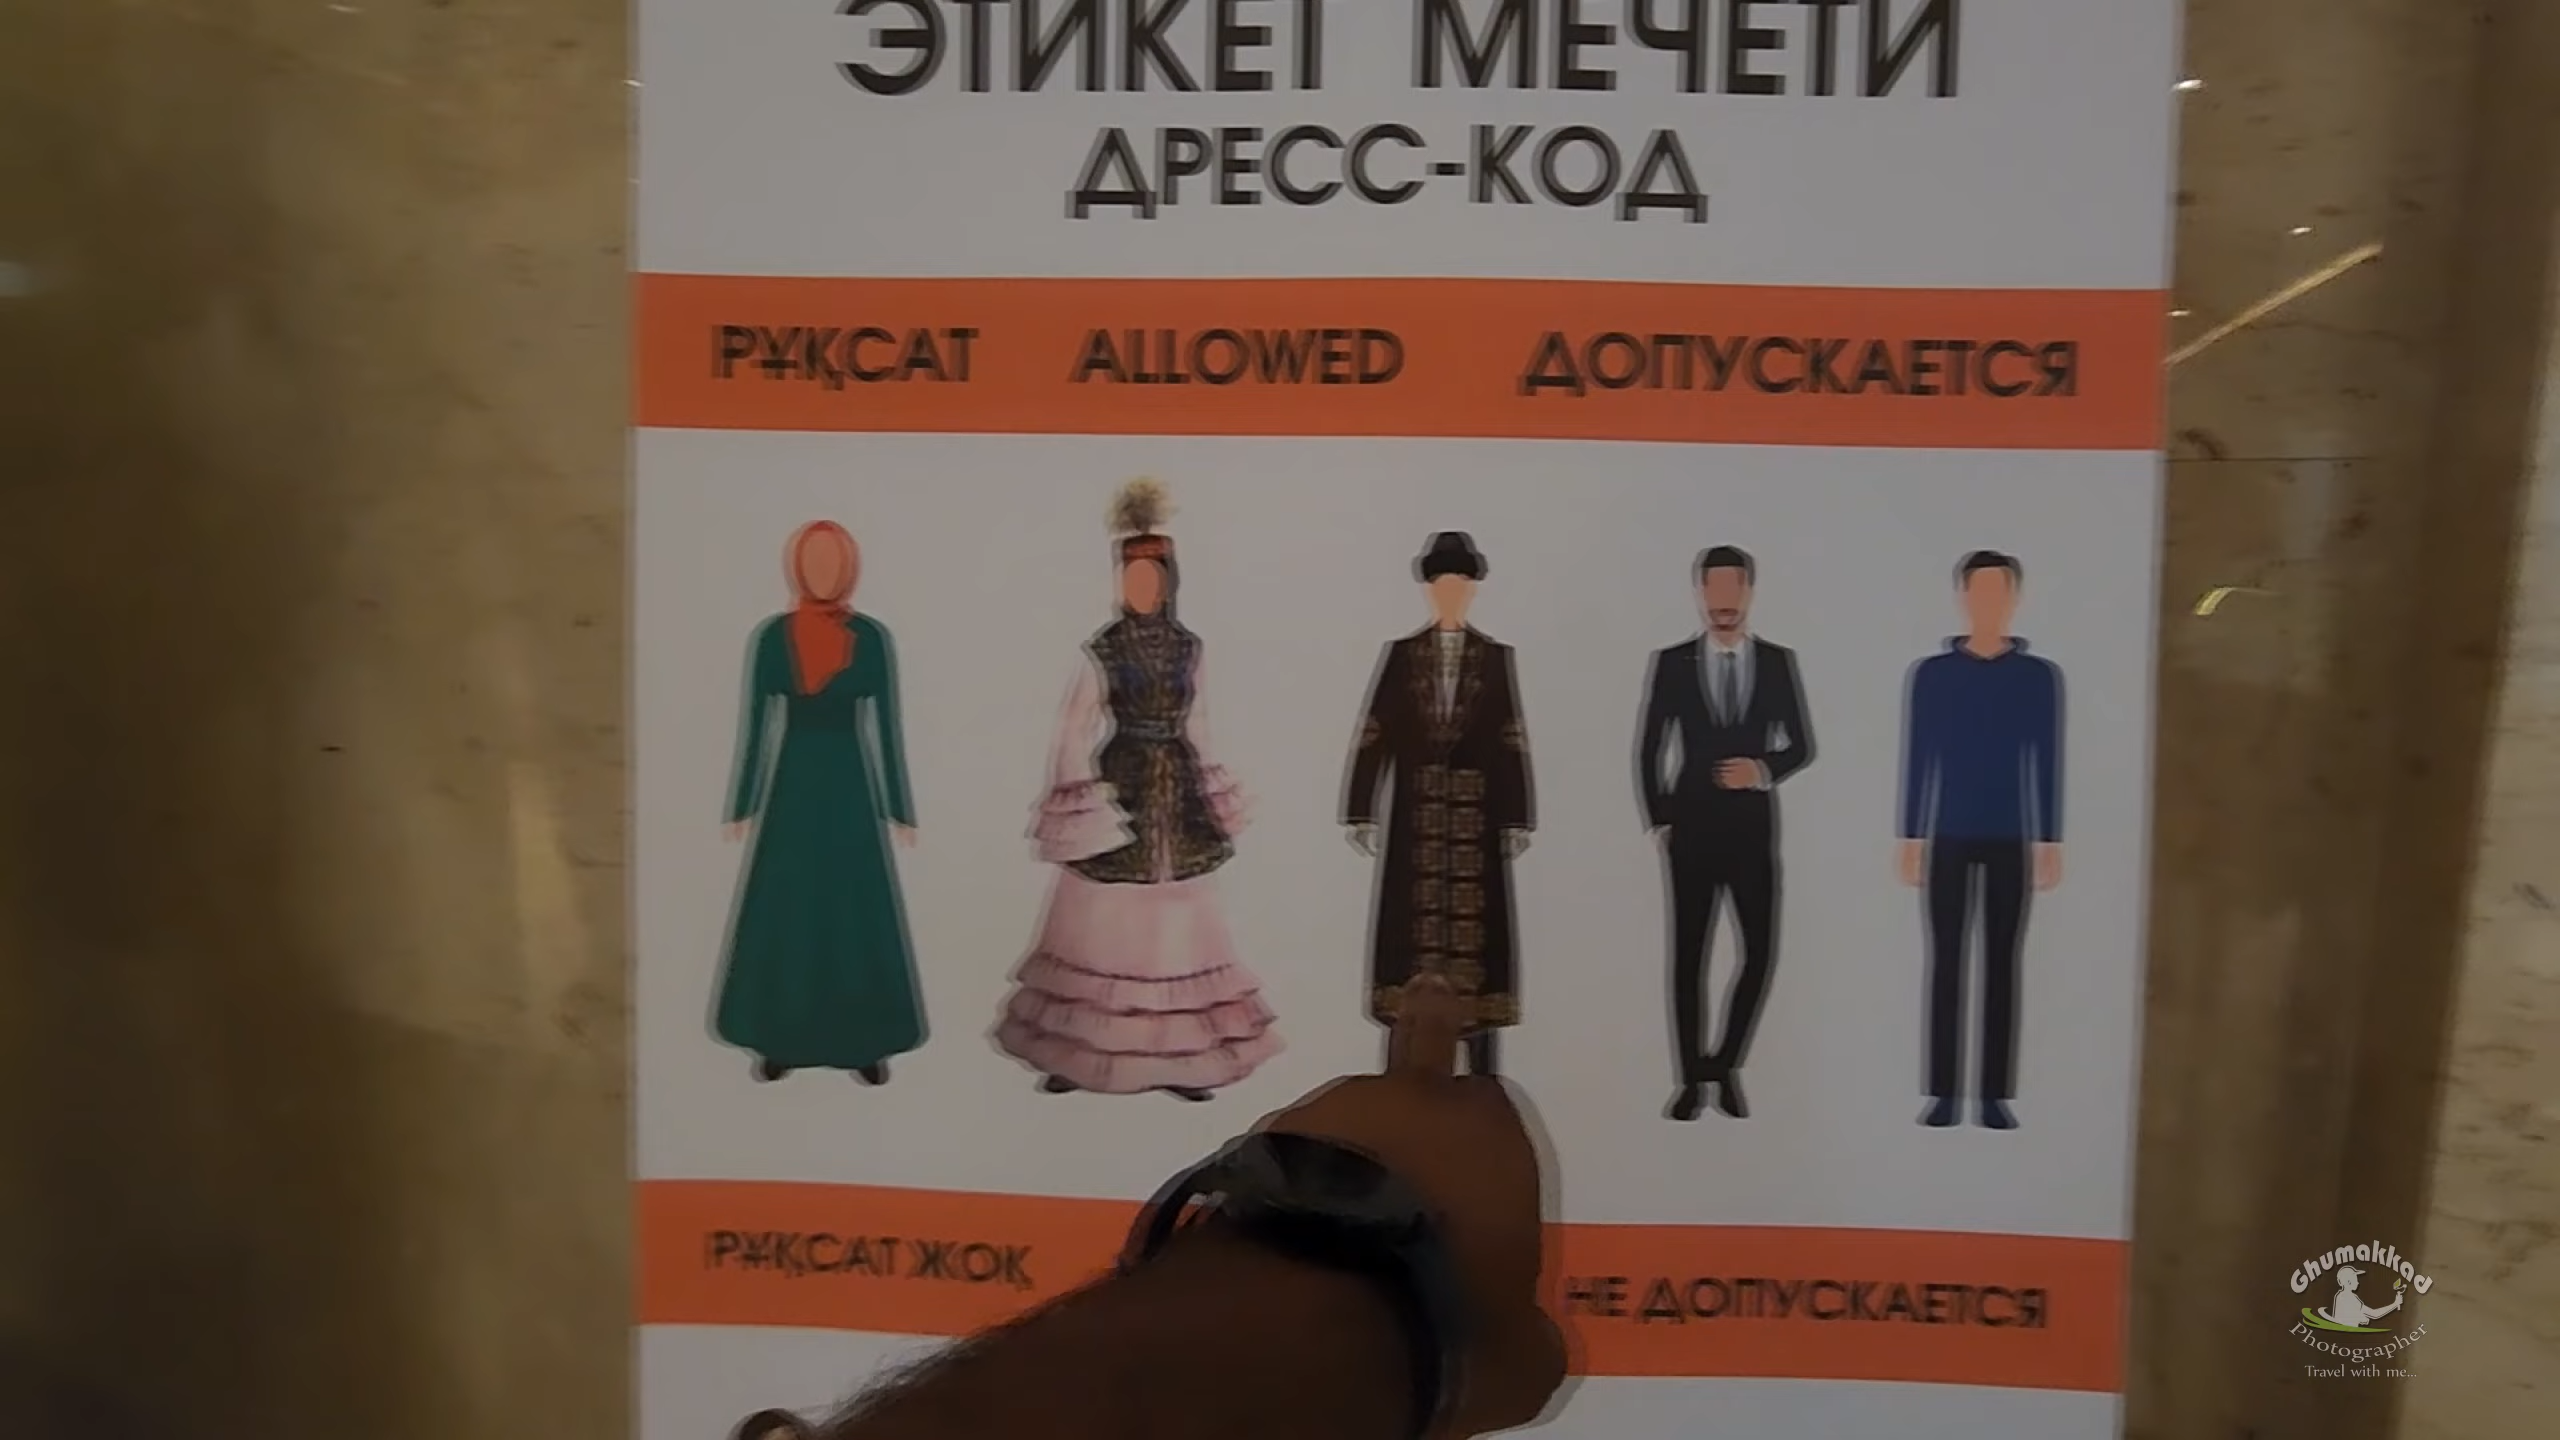 ЭТИКЕТ МЕЧЕТИ
ДРЕСС-КОД
РҰҚСАТ ALLOWED ДОПУСКАЕТСЯ
РҰҚСАТ ЖОҚ НЕ ДОПУСКАЕТСЯ
Ghumakkad
Photographer
Travel with me...